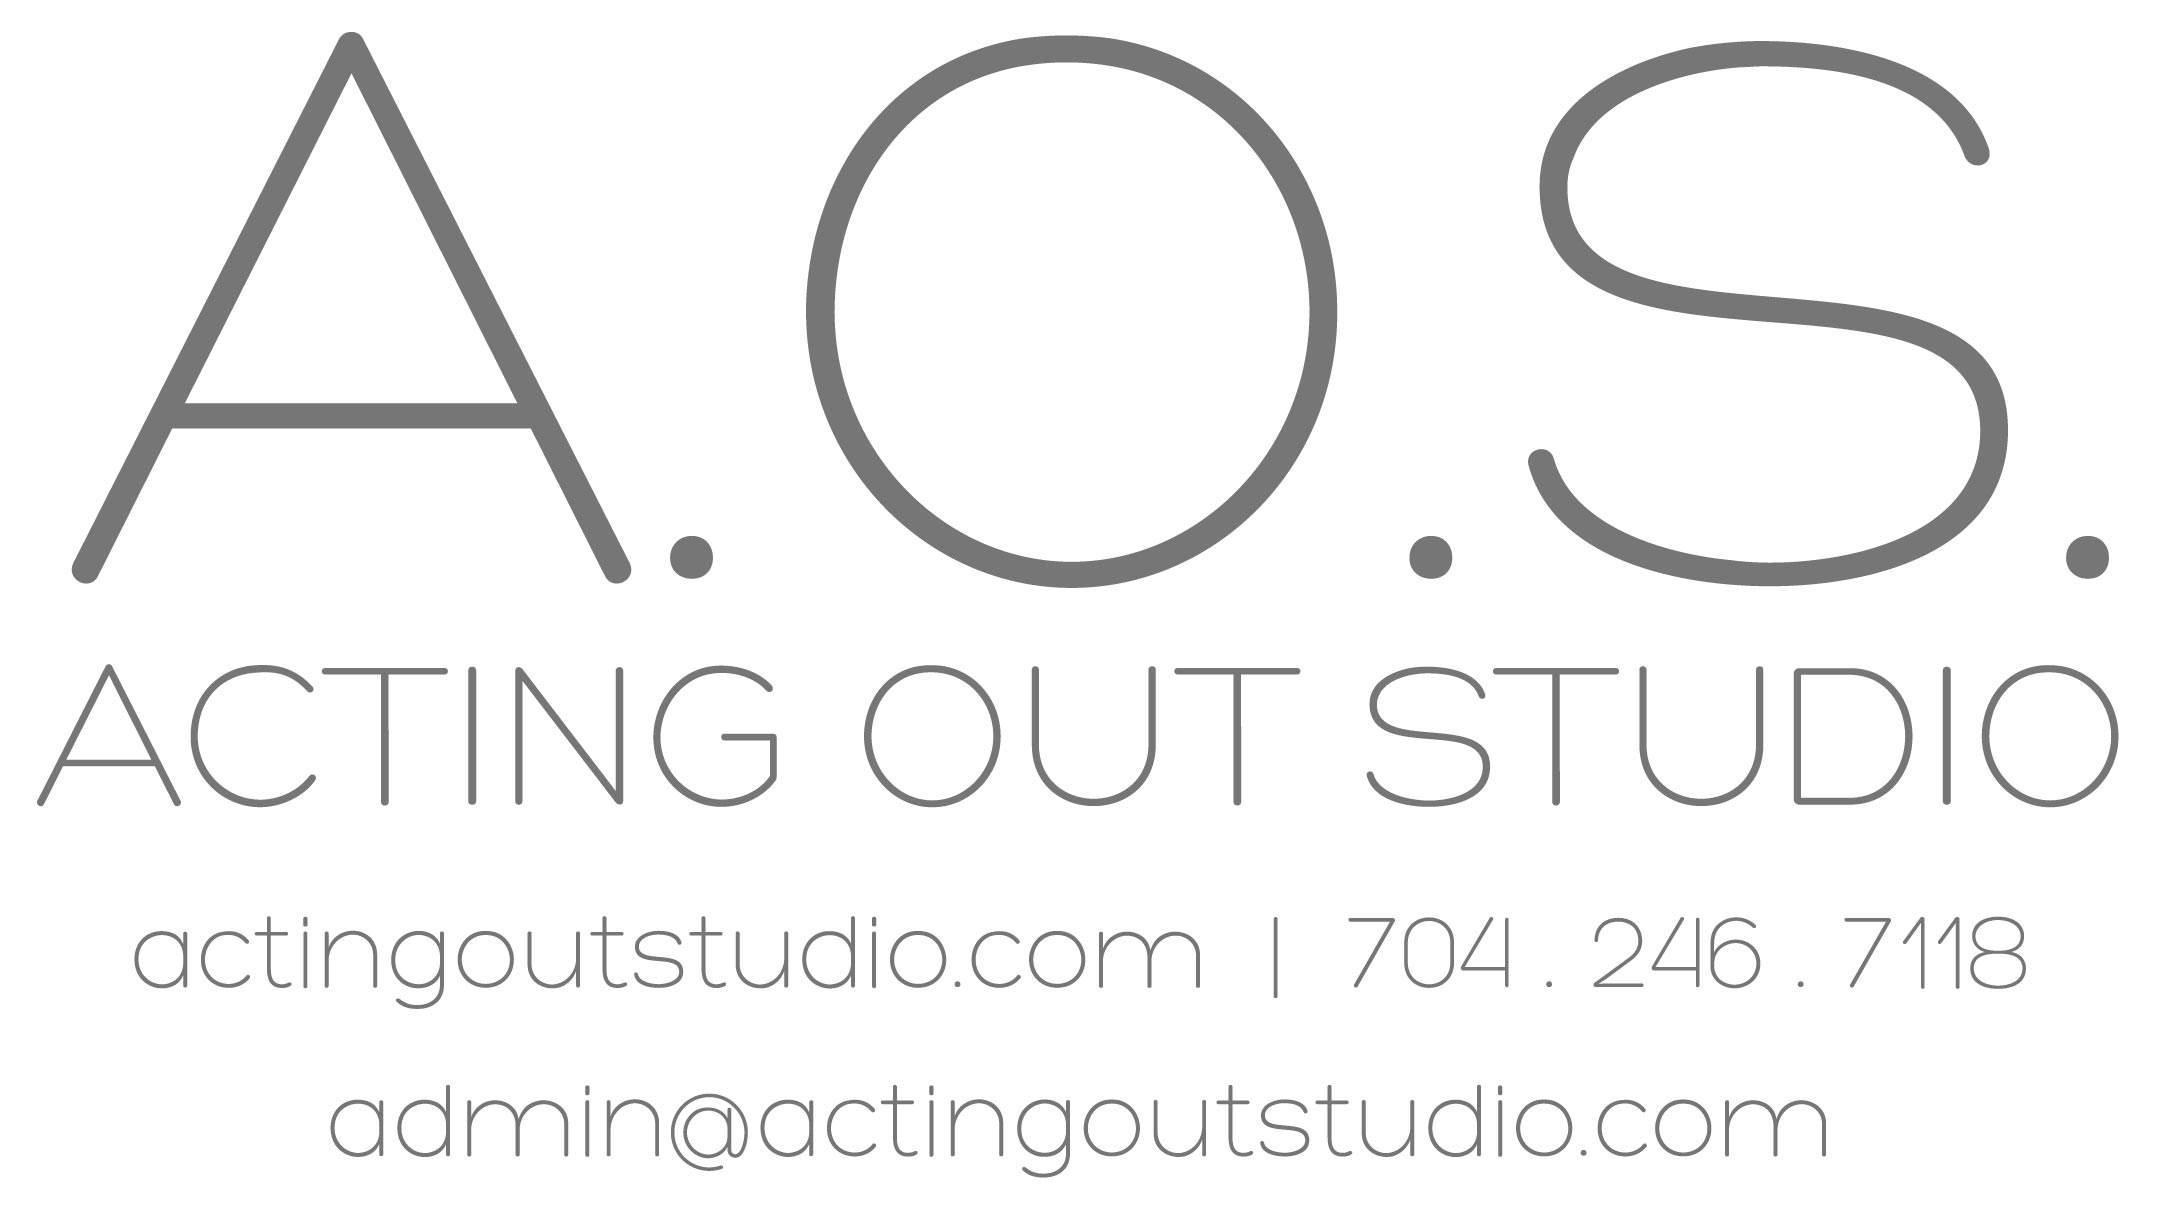 A.O.S.
ACTING OUT STUDIO
actingoutstudio.com | 704 . 246 . 7118
admin@actingoutstudio.com